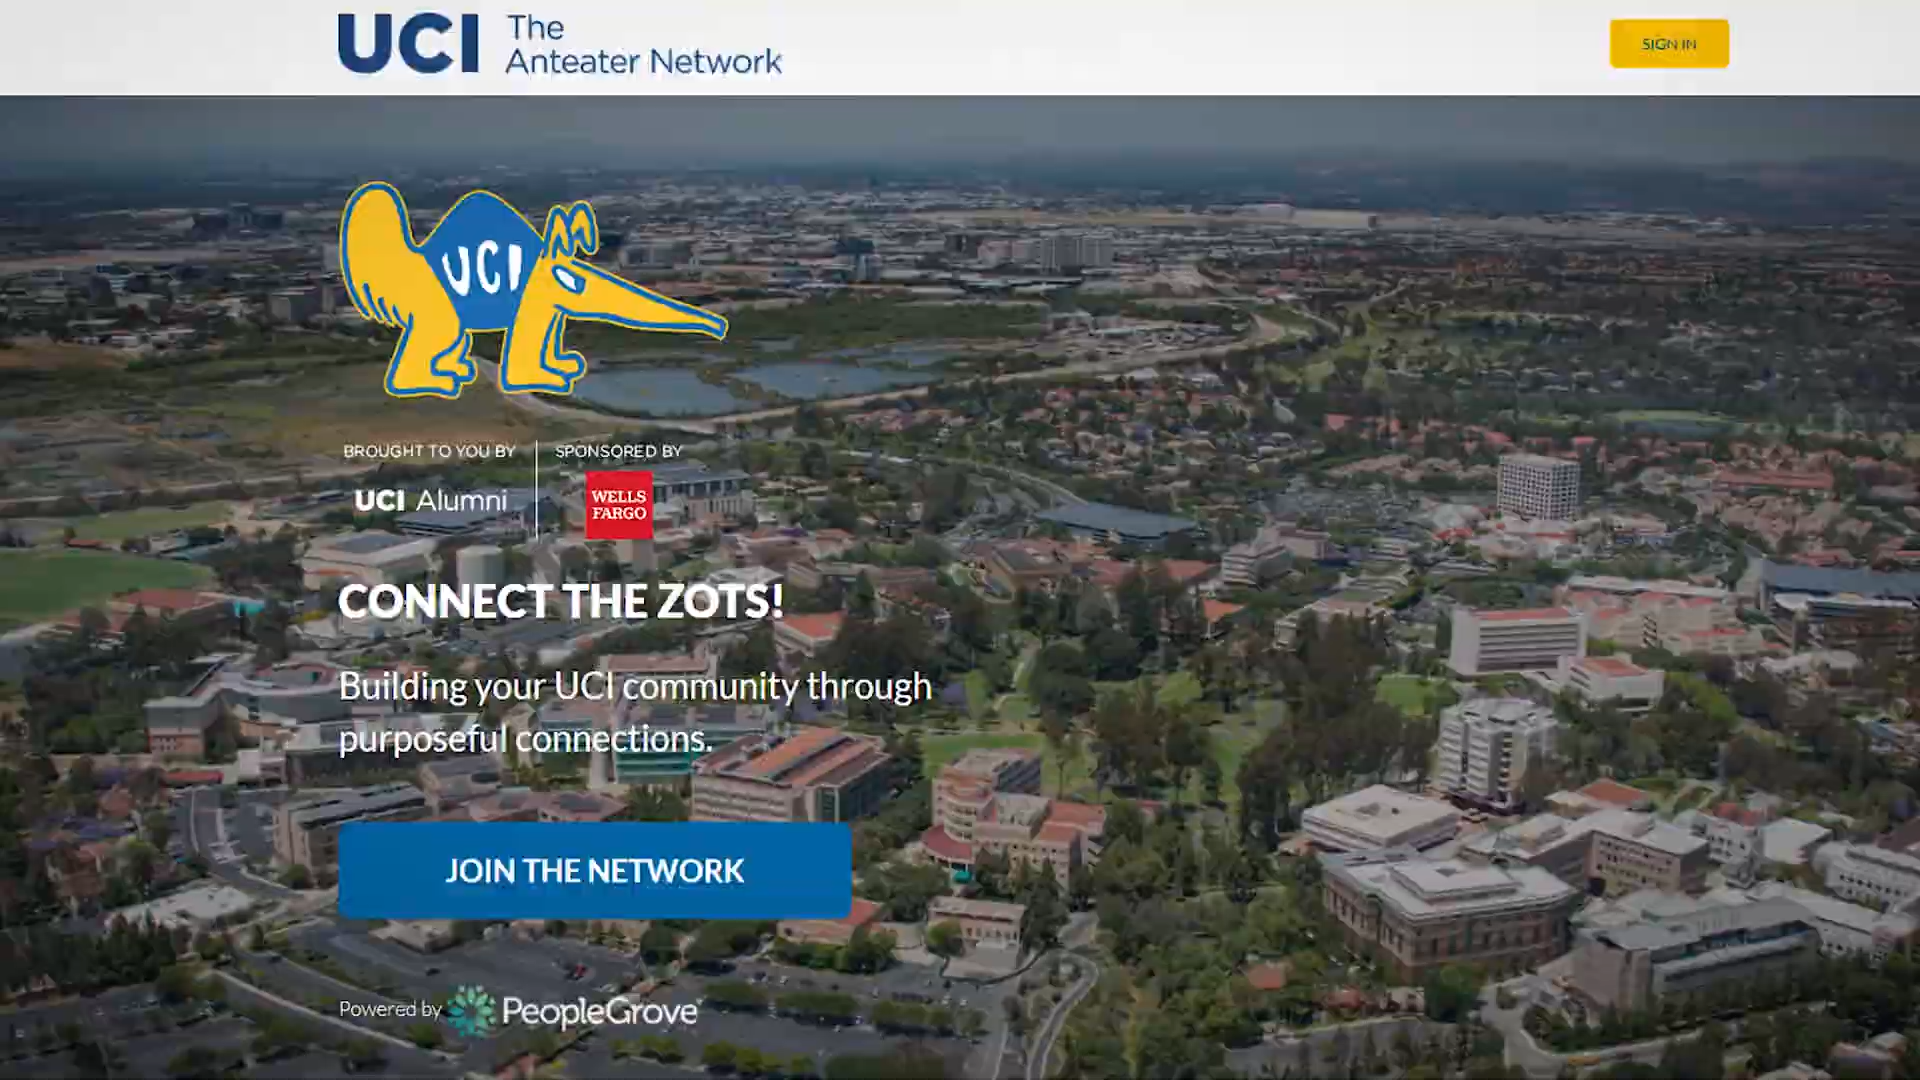 UCI The
Anteater Network
SIGN IN
UCI
BROUGHT TO YOU BY
UCI Alumni
SPONSORED BY
WELLS
FARGO
CONNECT THE ZOTS!
Building your UCI community through
purposeful connections.
JOIN THE NETWORK
Powered by PeopleGrove